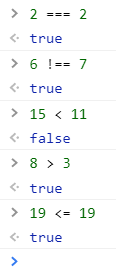 2 === 2
true
6 !== 7
true
15 < 11
false
8 > 3
true
19 <= 19
true